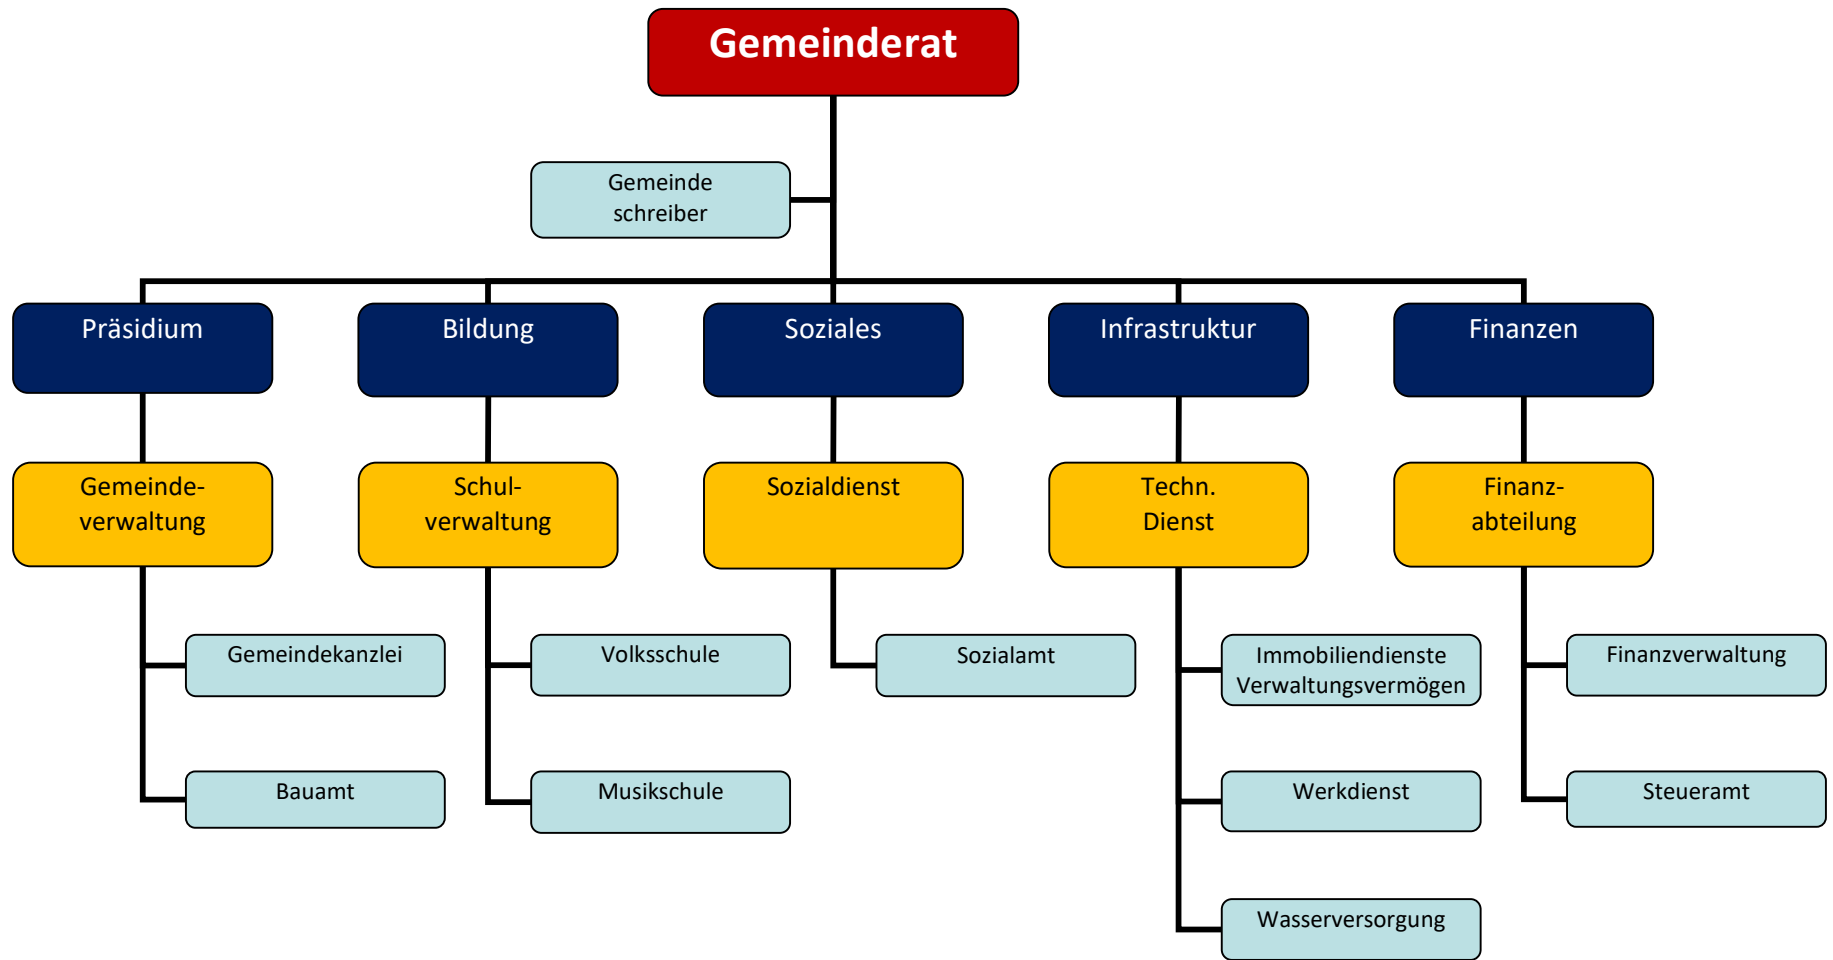 Gemeinderat
Gemeinde
schreiber
Präsidium
Bildung
Soziales
Infrastruktur
Finanzen
Gemeinde-
verwaltung
Schul-
verwaltung
Sozialdienst
Techn.
Dienst
Finanz-
abteilung
Gemeindekanzlei
Volksschule
Sozialamt
Immobiliendienste
Verwaltungsvermögen
Finanzverwaltung
Bauamt
Musikschule
Werkdienst
Steueramt
Wasserversorgung